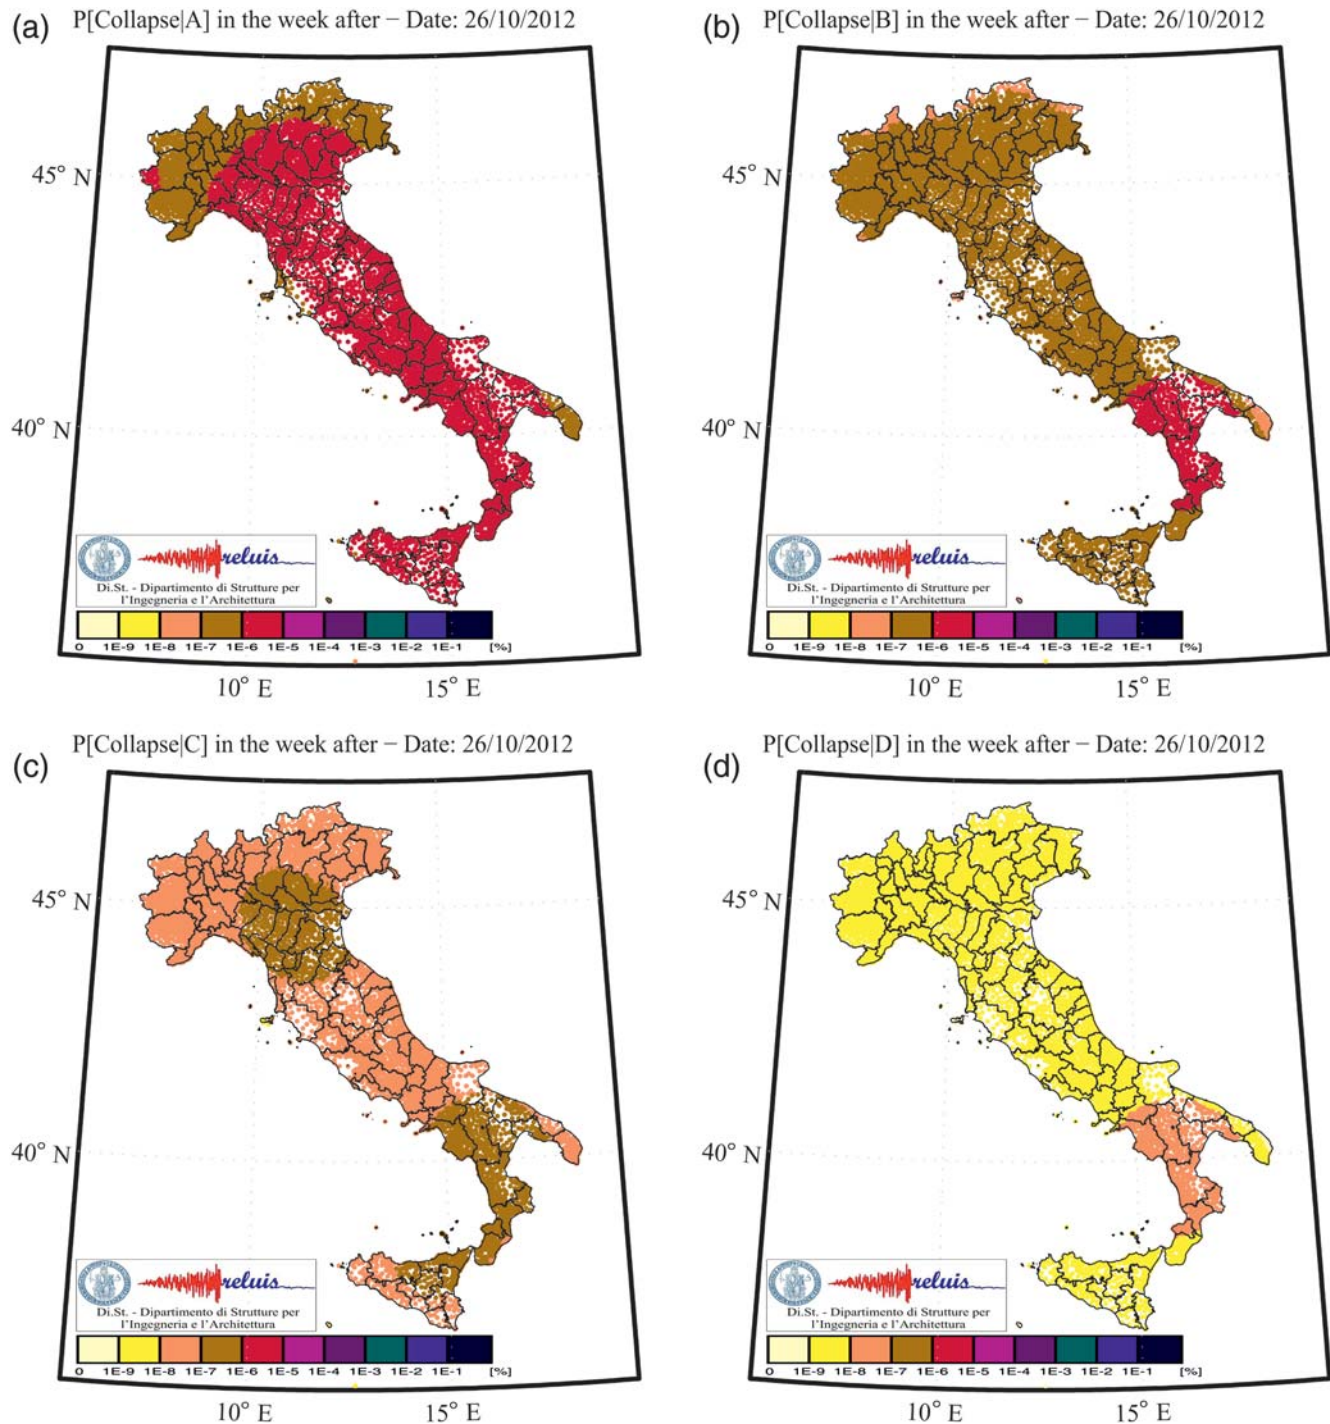 (a) P[Collapse|A] in the week after − Date: 26/10/2012
45° N
40° N
reluis
Di.St. - Dipartimento di Strutture per
l'Ingegneria e l'Architettura
0 1E-9 1E-8 1E-7 1E-6 1E-5 1E-4 1E-3 1E-2 1E-1 [%]
10° E 15° E
(b) P[Collapse|B] in the week after − Date: 26/10/2012
45° N
40° N
reluis
Di.St. - Dipartimento di Strutture per
l'Ingegneria e l'Architettura
0 1E-9 1E-8 1E-7 1E-6 1E-5 1E-4 1E-3 1E-2 1E-1 [%]
10° E 15° E
(c) P[Collapse|C] in the week after − Date: 26/10/2012
45° N
40° N
reluis
Di.St. - Dipartimento di Strutture per
l'Ingegneria e l'Architettura
0 1E-9 1E-8 1E-7 1E-6 1E-5 1E-4 1E-3 1E-2 1E-1 [%]
10° E 15° E
(d) P[Collapse|D] in the week after − Date: 26/10/2012
45° N
40° N
reluis
Di.St. - Dipartimento di Strutture per
l'Ingegneria e l'Architettura
0 1E-9 1E-8 1E-7 1E-6 1E-5 1E-4 1E-3 1E-2 1E-1 [%]
10° E 15° E